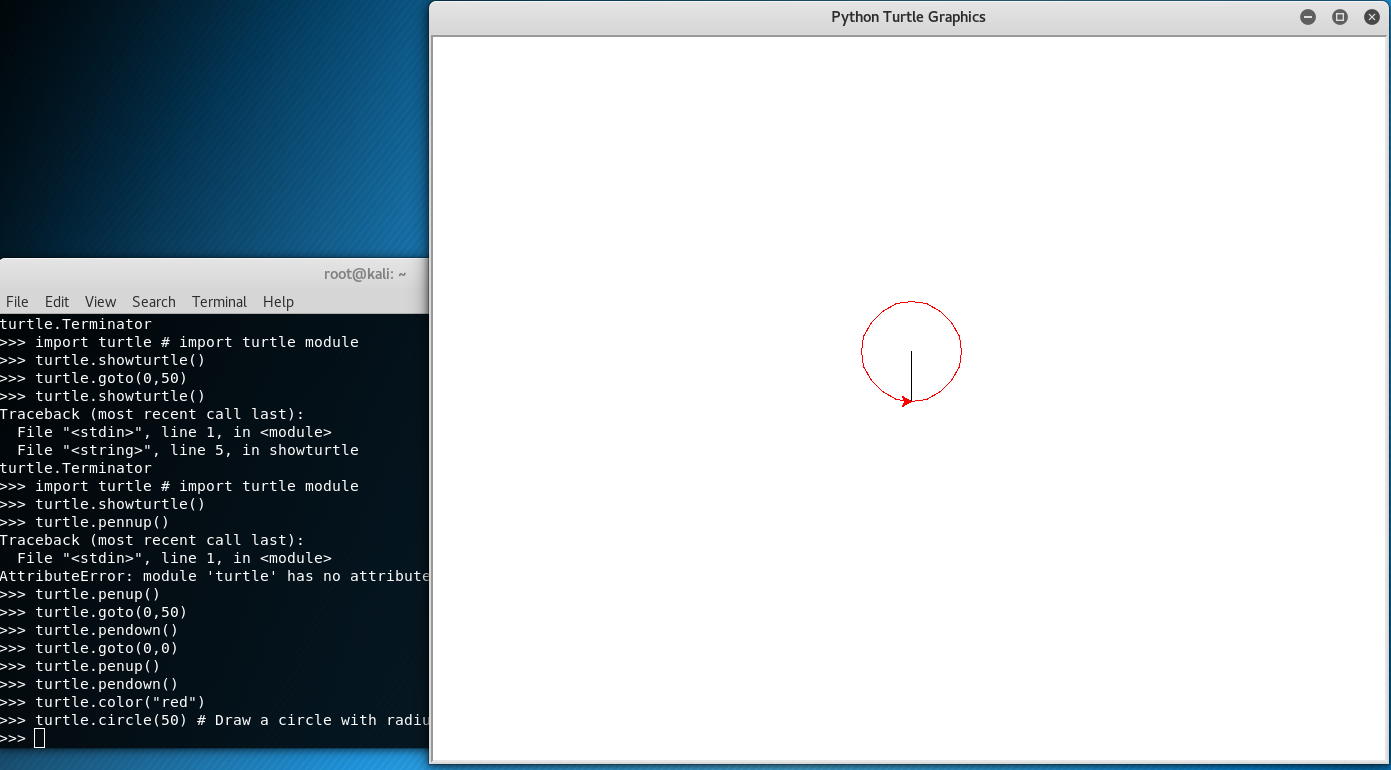 Python Turtle Graphics
root@kali: ~
File Edit View Search Terminal Help
turtle.Terminator
>>> import turtle # import turtle module
>>> turtle.showturtle()
>>> turtle.goto(0,50)
>>> turtle.showturtle()
Traceback (most recent call last):
  File "<stdin>", line 1, in <module>
  File "<string>", line 5, in showturtle
turtle.Terminator
>>> import turtle # import turtle module
>>> turtle.showturtle()
>>> turtle.pennup()
Traceback (most recent call last):
  File "<stdin>", line 1, in <module>
AttributeError: module 'turtle' has no attribute
>>> turtle.penup()
>>> turtle.goto(0,50)
>>> turtle.pendown()
>>> turtle.goto(0,0)
>>> turtle.penup()
>>> turtle.pendown()
>>> turtle.color("red")
>>> turtle.circle(50) # Draw a circle with radiu
>>>